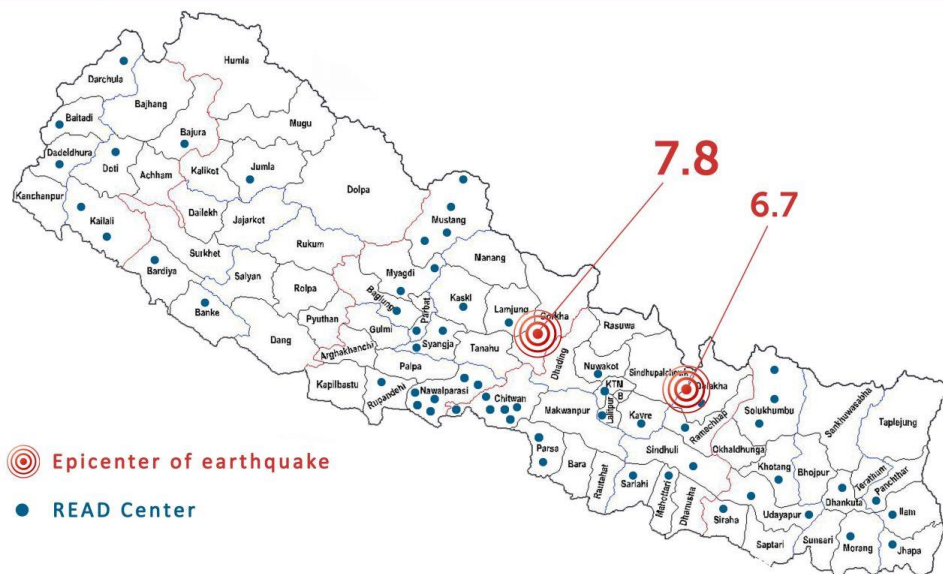 Humla
Darchula
Bajhang
Baitadi
Bajura
Mugu
Dadeldhura
Doti
Achham
Kalikot
Jumla
Kanchanpur
Dolpa
Dailekh
Jajarkot
Kailali
Mustang
Surkhet
Rukum
Manang
Bardiya
Salyan
Myagdi
Rolpa
Baglung
Parbat
Kaski
Lamjung
Gorkha
Banke
Pyuthan
Gulmi
Syangja
Rasuwa
Dang
Arghakhanchi
Tanahu
Dhading
Palpa
Nuwakot
Sindhupalchowk
Kapilbastu
Rupandehi
Nawalparasi
Chitwan
KTM
B
Dolakha
Makwanpur
Lalitpur
Kavre
Ramechhap
Solukhumbu
Sankhuwasabha
Taplejung
Parsa
Bara
Rautahat
Sindhuli
Okhaldhunga
Khotang
Bhojpur
Terathum
Panchthar
Sarlahi
Mahottari
Dhanusha
Siraha
Udayapur
Dhankuta
Ilam
Saptari
Sunsari
Morang
Jhapa
7.8
6.7
Epicenter of earthquake
READ Center